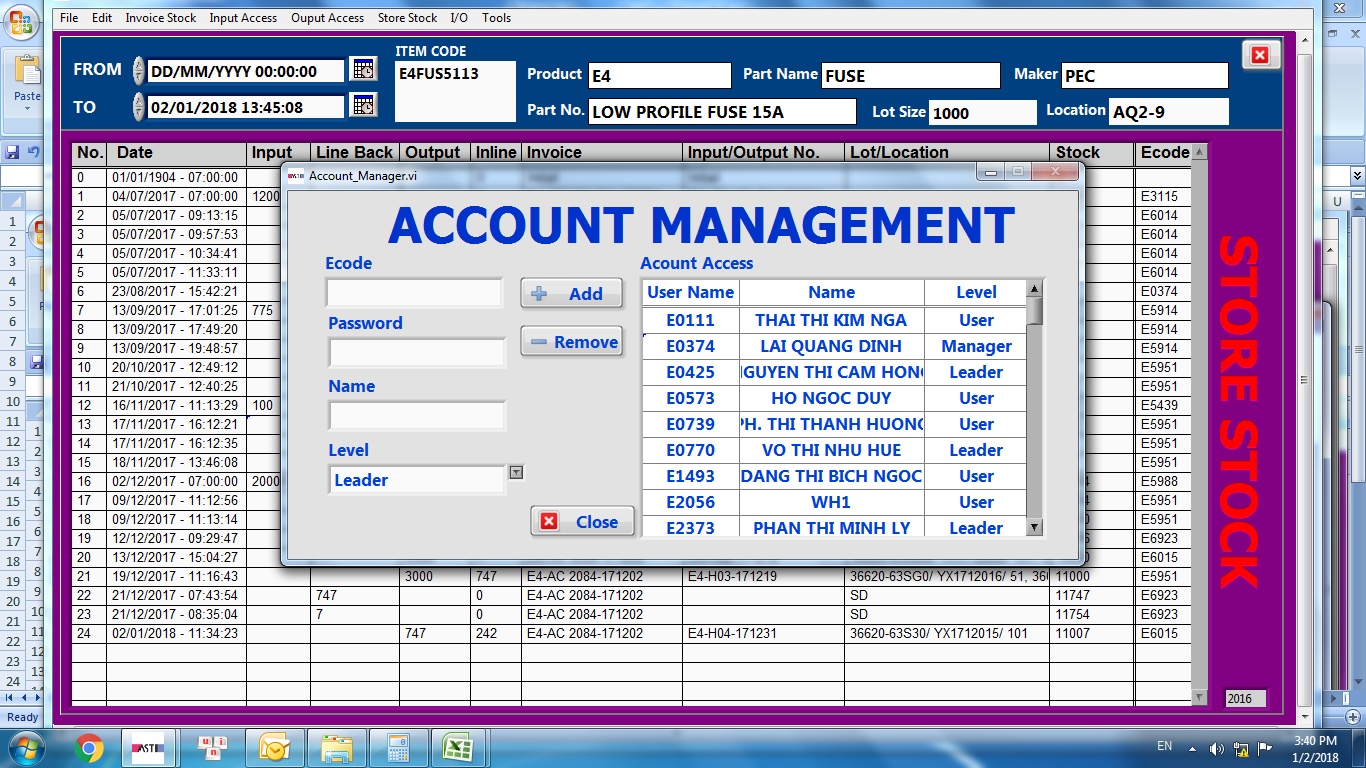 File Edit Invoice Stock Input Access Ouput Access Store Stock I/O Tools
FROM DD/MM/YYYY 00:00:00
TO 02/01/2018 13:45:08
ITEM CODE
E4FUS5113
Product E4 Part Name FUSE Maker PEC
Part No. LOW PROFILE FUSE 15A Lot Size 1000 Location AQ2-9
Paste
No. Date Input Line Back Output Inline Invoice Input/Output No. Lot/Location Stock Ecode
0 01/01/1904 - 07:00:00
1 04/07/2017 - 07:00:00 1200 E3115
2 05/07/2017 - 09:13:15 E6014
3 05/07/2017 - 09:57:53 E6014
4 05/07/2017 - 10:34:41 E6014
5 05/07/2017 - 11:33:11 E6014
6 23/08/2017 - 15:42:21 E0374
7 13/09/2017 - 17:01:25 775 E5914
8 13/09/2017 - 17:49:20 E5914
9 13/09/2017 - 19:48:57 E5914
10 20/10/2017 - 12:49:12 E5951
11 21/10/2017 - 12:40:25 E5951
12 16/11/2017 - 11:13:29 100 E5439
13 17/11/2017 - 16:12:21 E5951
14 17/11/2017 - 16:12:35 E5951
15 18/11/2017 - 13:46:08 E5951
16 02/12/2017 - 07:00:00 2000 E5988
17 09/12/2017 - 11:12:56 E5951
18 09/12/2017 - 11:13:14 E5951
19 12/12/2017 - 09:29:47 E6923
20 13/12/2017 - 15:04:27 E6015
21 19/12/2017 - 11:16:43 3000 747 E4-AC 2084-171202 E4-H03-171219 36620-63SG0/ YX1712016/ 51, 36 11000 E5951
22 21/12/2017 - 07:43:54 747 0 E4-AC 2084-171202 SD 11747 E6923
23 21/12/2017 - 08:35:04 7 0 E4-AC 2084-171202 SD 11754 E6923
24 02/01/2018 - 11:34:23 747 242 E4-AC 2084-171202 E4-H04-171231 36620-63S30/ YX1712015/ 101 11007 E6015
Account_Manager.vi
ACCOUNT MANAGEMENT
Ecode
Password
Name
Level
Leader
Add
Remove
Close
Acount Access
User Name Name Level
E0111 THAI THI KIM NGA User
E0374 LAI QUANG DINH Manager
E0425 GUYEN THI CAM HONG Leader
E0573 HO NGOC DUY User
E0739 PH. THI THANH HUONG User
E0770 VO THI NHU HUE Leader
E1493 DANG THI BICH NGOC User
E2056 WH1 User
E2373 PHAN THI MINH LY Leader
STORE STOCK
2016
U
Ready
ASTI
EN
3:40 PM
1/2/2018